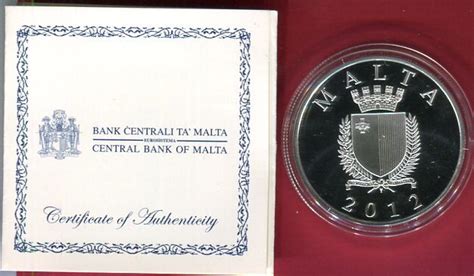 BANK ĊENTRALI TA' MALTA
EUROSISTEMA
CENTRAL BANK OF MALTA
Certificate of Authenticity
MALTA
2012